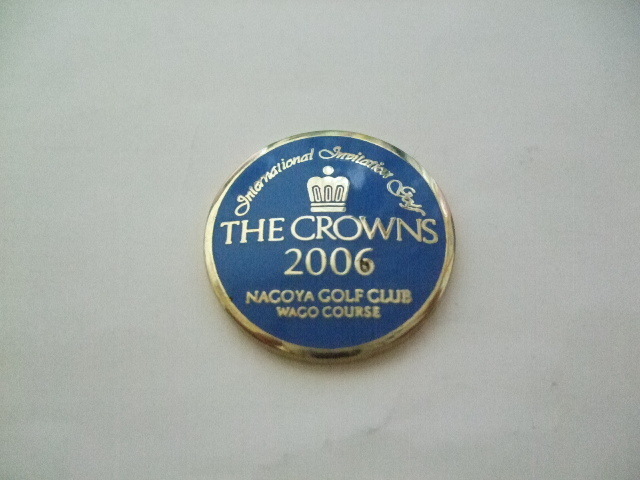 International Invitation Golf
THE CROWNS
2006
NAGOYA GOLF CLUB
WAGO COURSE